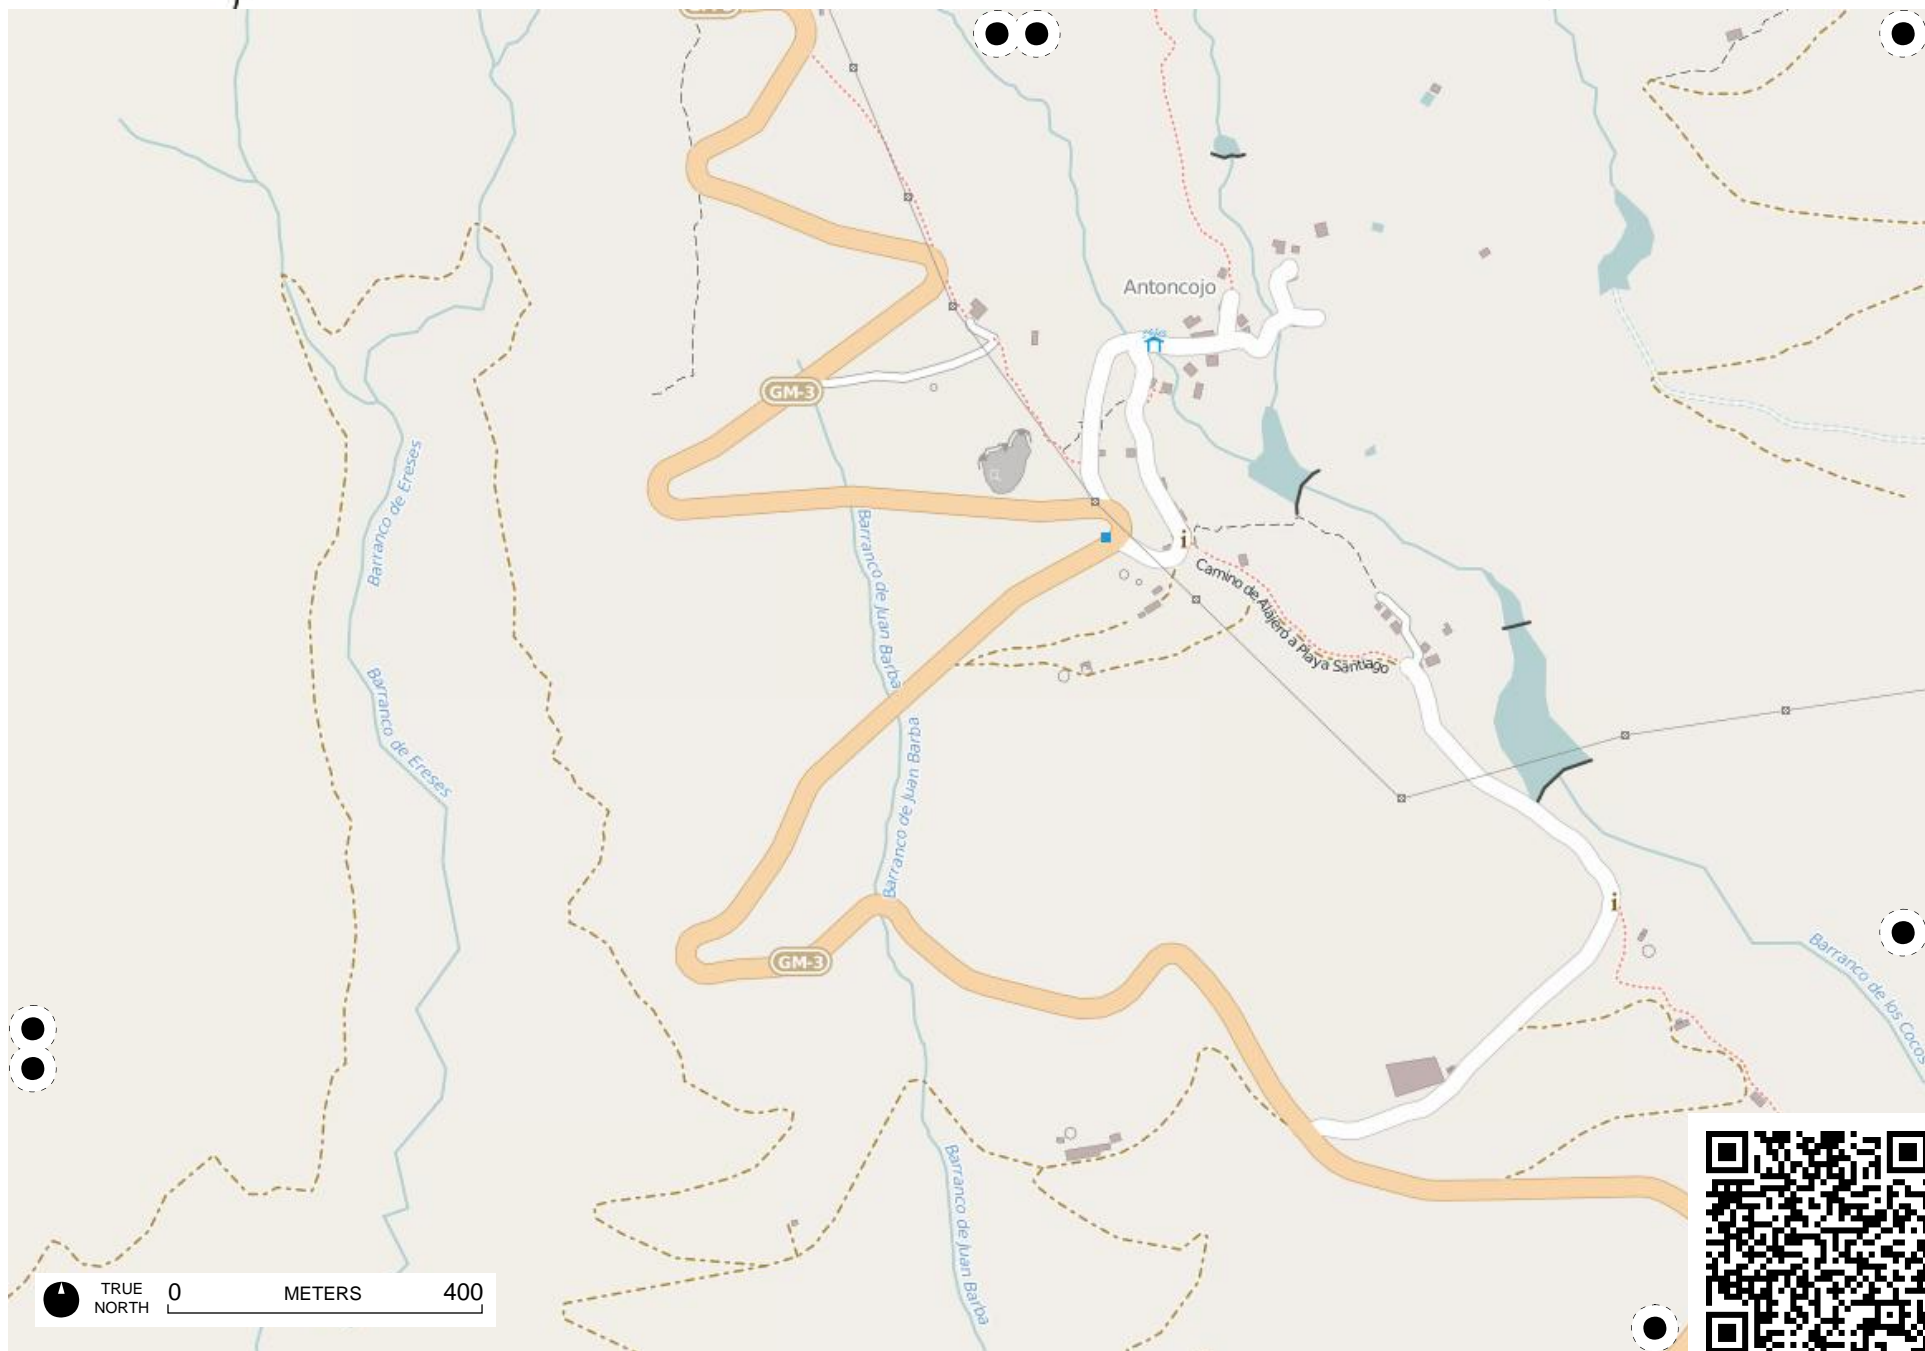 Antoncojo
GM-3
Barranco de Ereses
Barranco de Juan Barba
Camino de Alajeró a Playa Santiago
Barranco de Ereses
Barranco de Juan Barba
GM-3
Barranco de los Cocos
Barranco de Juan Barba
TRUE NORTH
0 METERS 400